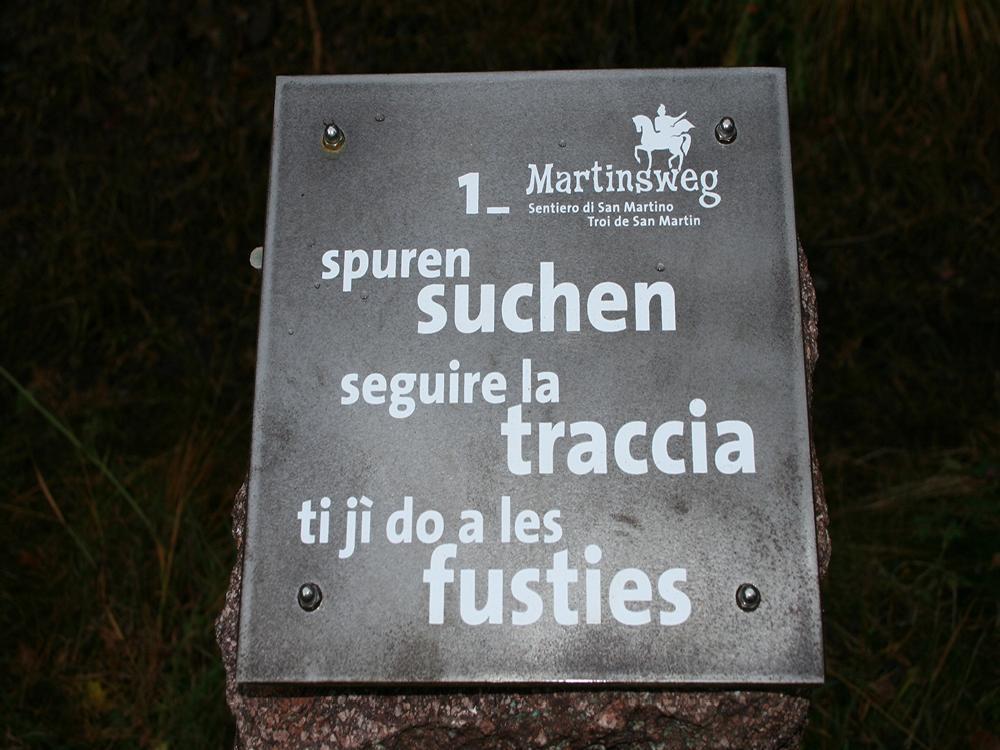 1_
Martinsweg
Sentiero di San Martino
Troi de San Martin
spuren
suchen
seguire la
traccia
ti jì do a les
fusties